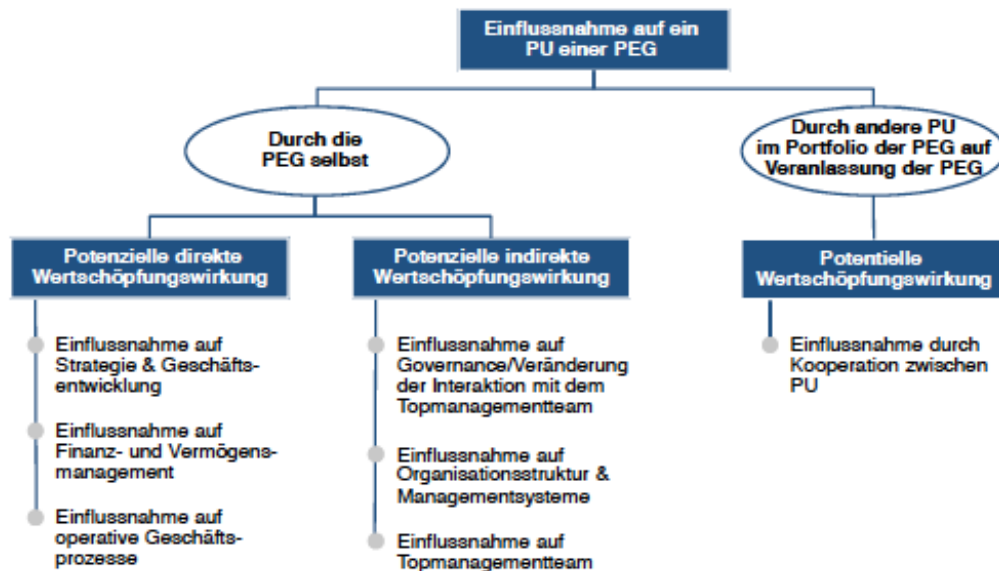 Einflussnahme auf ein
PU einer PEG
Durch die
PEG selbst
Durch andere PU
im Portfolio der PEG auf
Veranlassung der PEG
Potenzielle direkte
Wertschöpfungswirkung
Potenzielle indirekte
Wertschöpfungswirkung
Potentielle
Wertschöpfungswirkung
Einflussnahme auf
Strategie & Geschäfts-
entwicklung
Einflussnahme auf
Finanz- und Vermögens-
management
Einflussnahme auf
operative Geschäfts-
prozesse
Einflussnahme auf
Governance/Veränderung
der Interaktion mit dem
Topmanagementteam
Einflussnahme auf
Organisationsstruktur &
Managementsysteme
Einflussnahme auf
Topmanagementteam
Einflussnahme durch
Kooperation zwischen
PU